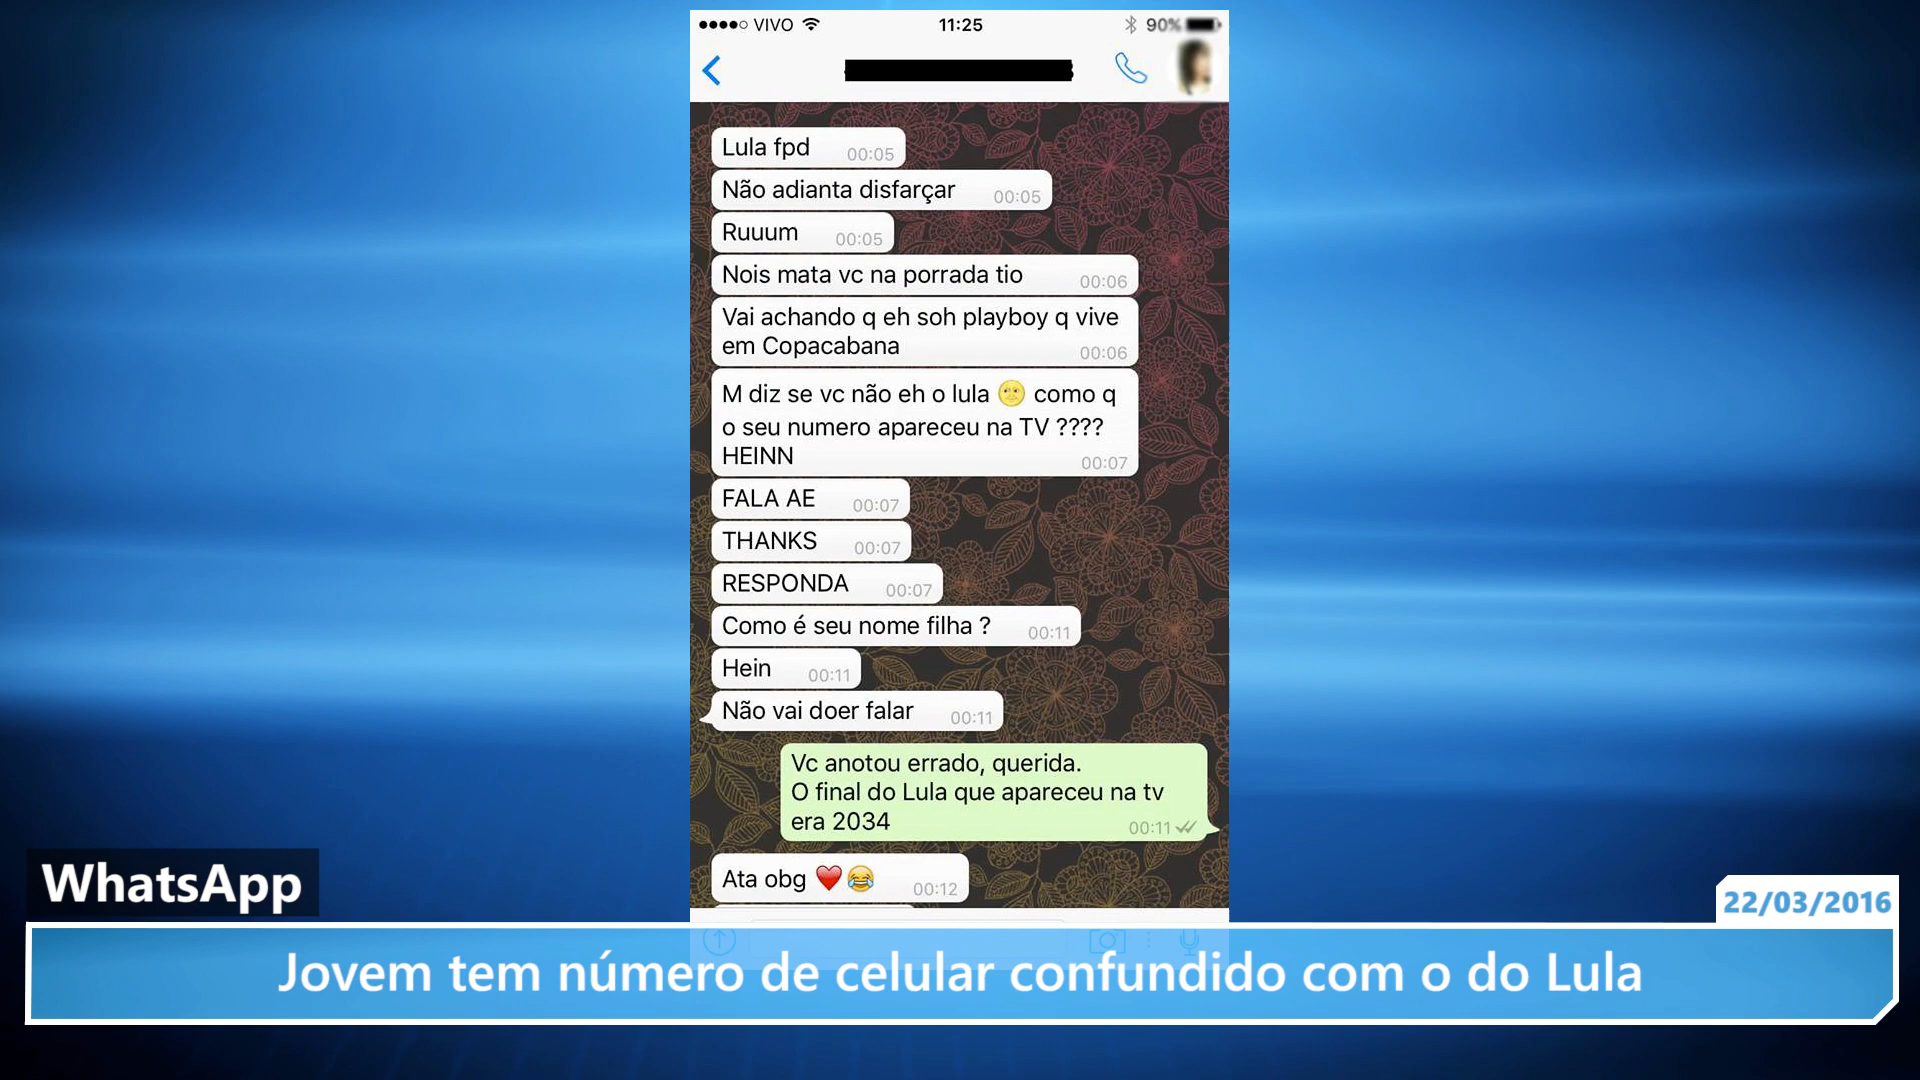 VIVO 11:25 90%
Lula fpd 00:05
Não adianta disfarçar 00:05
Ruuum 00:05
Nois mata vc na porrada tio 00:06
Vai achando q eh soh playboy q vive
em Copacabana 00:06
M diz se vc não eh o lula 🌝 como q
o seu numero apareceu na TV ????
HEINN 00:07
FALA AE 00:07
THANKS 00:07
RESPONDA 00:07
Como é seu nome filha ? 00:11
Hein 00:11
Não vai doer falar 00:11
Vc anotou errado, querida.
O final do Lula que apareceu na tv
era 2034 00:11
Ata obg ❤️😂 00:12
WhatsApp
22/03/2016
Jovem tem número de celular confundido com o do Lula